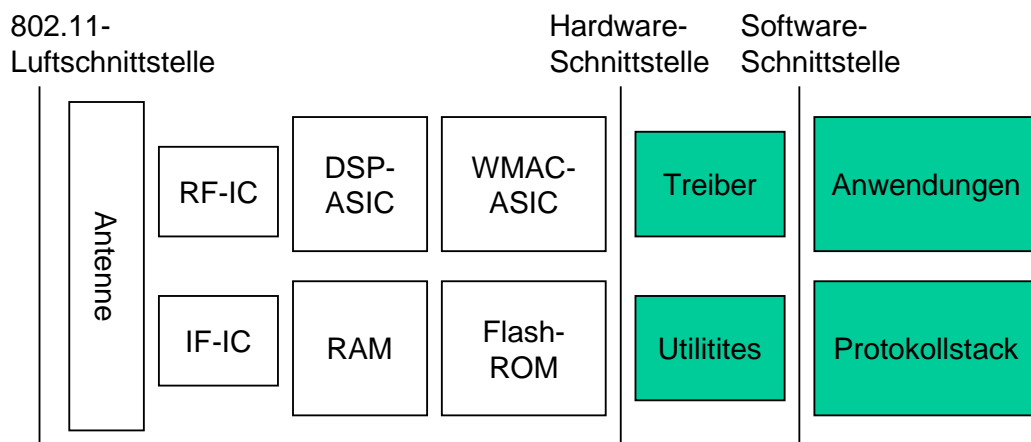 802.11-
Luftschnittstelle
Hardware-
Schnittstelle
Software-
Schnittstelle
Antenne
RF-IC
DSP-
ASIC
WMAC-
ASIC
Treiber
Anwendungen
IF-IC
RAM
Flash-
ROM
Utilitites
Protokollstack